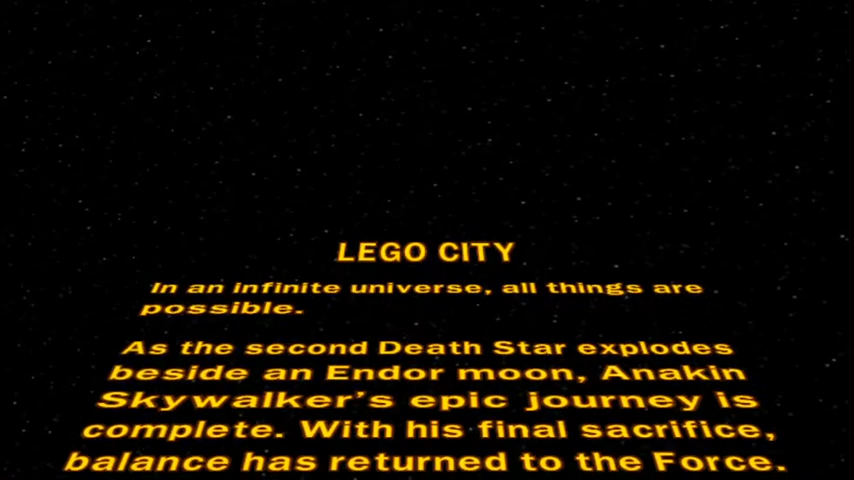 LEGO CITY
In an infinite universe, all things are
possible.
As the second Death Star explodes
beside an Endor moon, Anakin
Skywalker's epic journey is
complete. With his final sacrifice,
balance has returned to the Force.